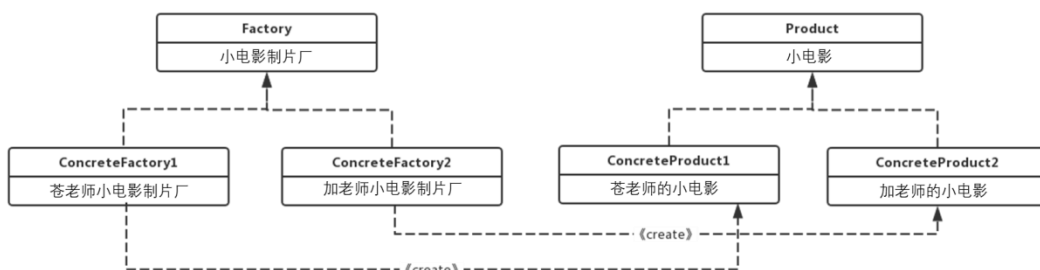 Factory
小电影制片厂
Product
小电影
ConcreteFactory1
苍老师小电影制片厂
ConcreteFactory2
加老师小电影制片厂
ConcreteProduct1
苍老师的小电影
ConcreteProduct2
加老师的小电影
《create》
《create》